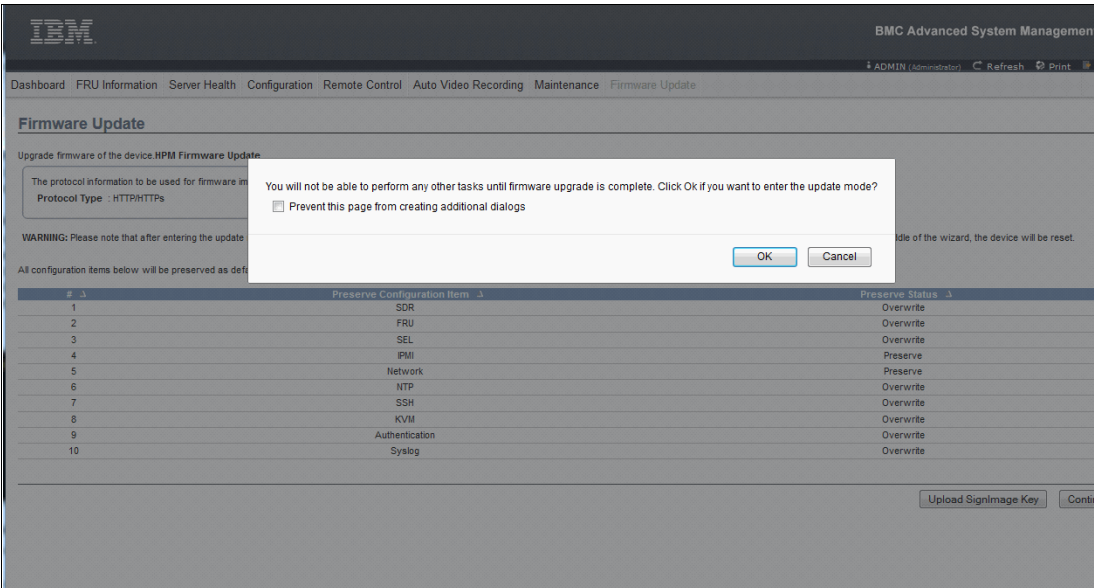 IBM.
BMC Advanced System Managemen
ADMIN (Administrator) Refresh Print
Dashboard FRU Information Server Health Configuration Remote Control Auto Video Recording Maintenance Firmware Update
Firmware Update
Upgrade firmware of the device.HPM Firmware Update
The protocol information to be used for firmware im
Protocol Type : HTTP/HTTPs
You will not be able to perform any other tasks until firmware upgrade is complete. Click Ok if you want to enter the update mode?
Prevent this page from creating additional dialogs
OK Cancel
WARNING: Please note that after entering the update ddle of the wizard, the device will be reset.
All configuration items below will be preserved as defa
# Preserve Configuration Item Preserve Status
1 SDR Overwrite
2 FRU Overwrite
3 SEL Overwrite
4 IPMI Preserve
5 Network Preserve
6 NTP Overwrite
7 SSH Overwrite
8 KVM Overwrite
9 Authentication Overwrite
10 Syslog Overwrite
Upload SignImage Key Conti